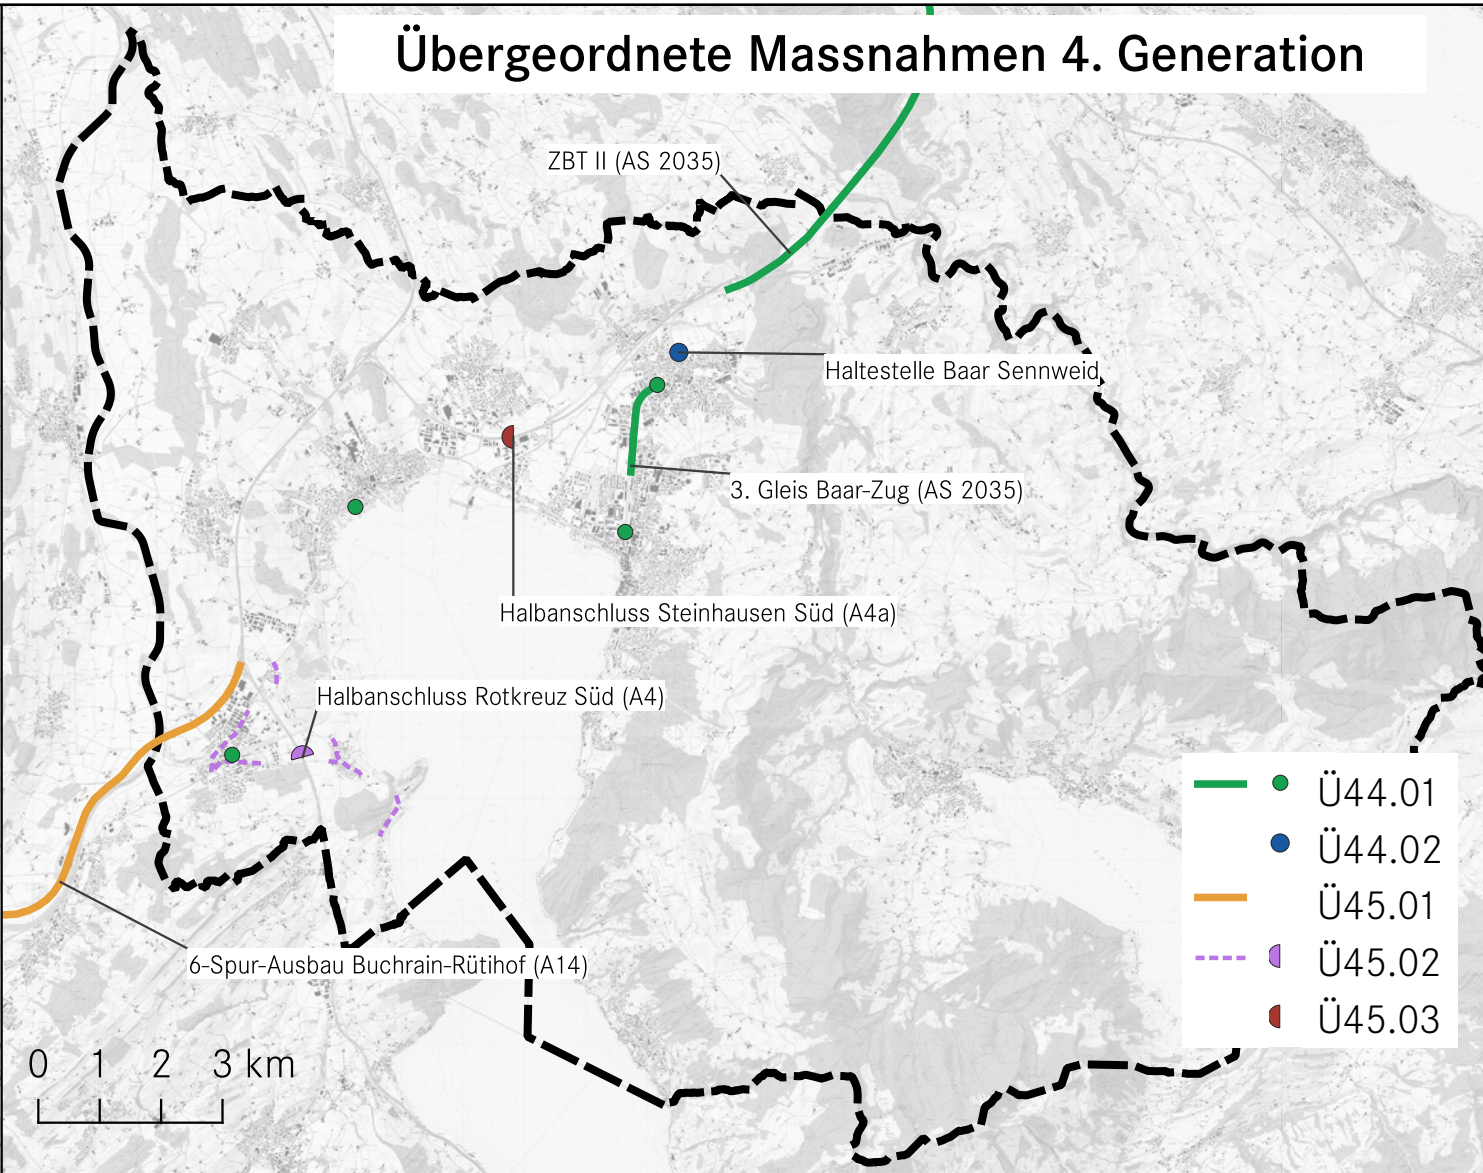 Übergeordnete Massnahmen 4. Generation
ZBT II (AS 2035)
Haltestelle Baar Sennweid
3. Gleis Baar-Zug (AS 2035)
Halbanschluss Steinhausen Süd (A4a)
Halbanschluss Rotkreuz Süd (A4)
6-Spur-Ausbau Buchrain-Rütihof (A14)
Ü44.01
Ü44.02
Ü45.01
Ü45.02
Ü45.03
0 1 2 3 km